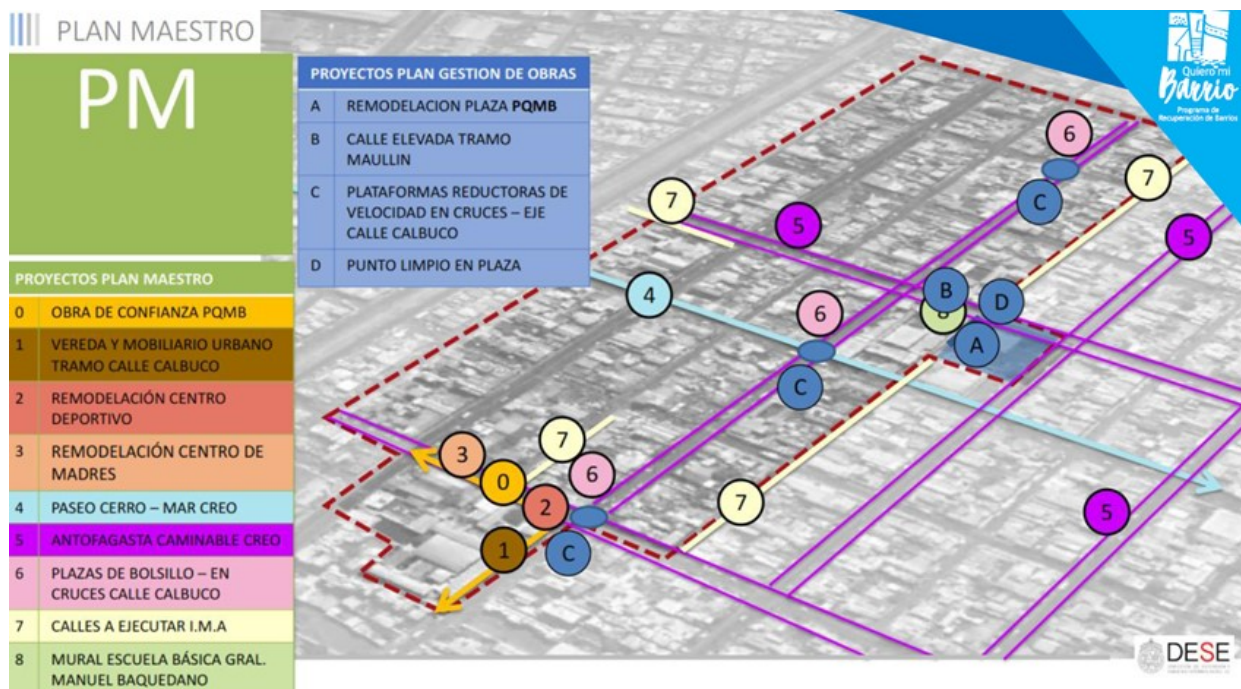 PLAN MAESTRO
PM
PROYECTOS PLAN GESTION DE OBRAS
A REMODELACION PLAZA PQMB
B CALLE ELEVADA TRAMO
MAULLIN
C PLATAFORMAS REDUCTORAS DE
VELOCIDAD EN CRUCES – EJE
CALLE CALBUCO
D PUNTO LIMPIO EN PLAZA
PROYECTOS PLAN MAESTRO
0 OBRA DE CONFIANZA PQMB
1 VEREDA Y MOBILIARIO URBANO
TRAMO CALLE CALBUCO
2 REMODELACIÓN CENTRO
DEPORTIVO
3 REMODELACIÓN CENTRO DE
MADRES
4 PASEO CERRO – MAR CREO
5 ANTOFAGASTA CAMINABLE CREO
6 PLAZAS DE BOLSILLO – EN
CRUCES CALLE CALBUCO
7 CALLES A EJECUTAR I.M.A
8 MURAL ESCUELA BÁSICA GRAL.
MANUEL BAQUEDANO
Quiero mi
Barrio
Programa de
Recuperación de Barrios
6
7
C
7
5
5
B
D
4
6
8
A
C
7
3
6
0
2
7
5
1
C
DESE